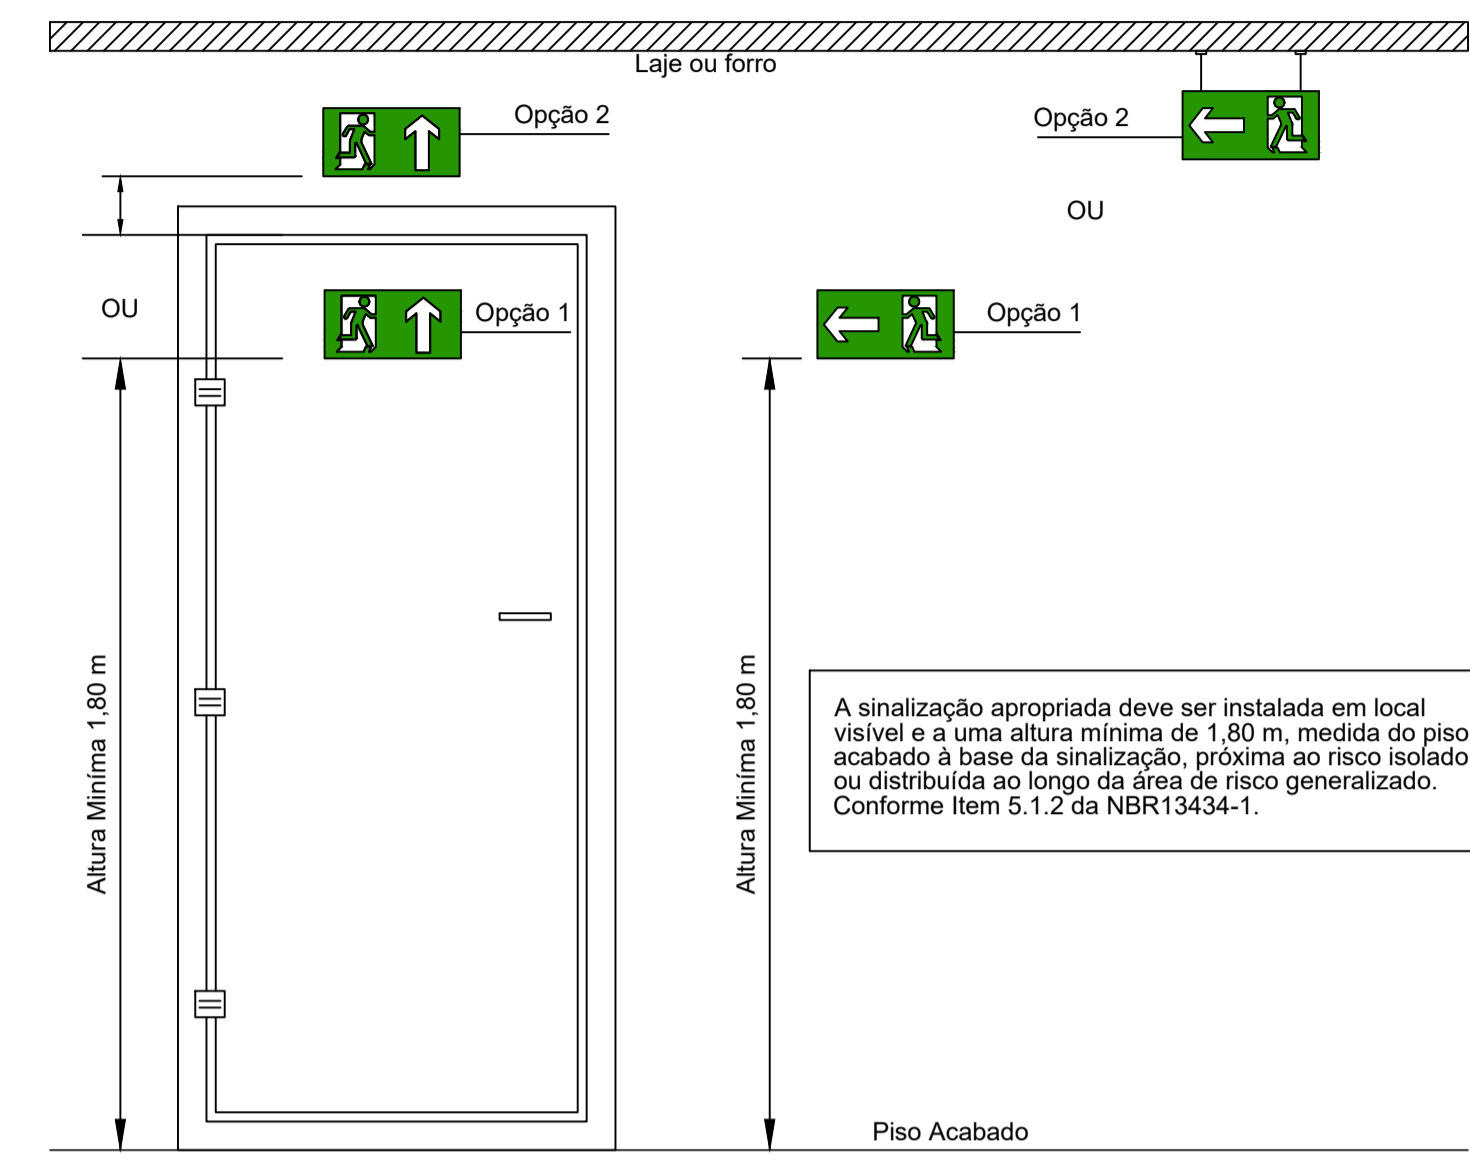 Laje ou forro
Opção 2
Opção 2
OU
OU
Opção 1
Opção 1
Altura Miníma 1,80 m
Altura Miníma 1,80 m
A sinalização apropriada deve ser instalada em local
visível e a uma altura mínima de 1,80 m, medida do piso
acabado à base da sinalização, próxima ao risco isolado
ou distribuída ao longo da área de risco generalizado.
Conforme Item 5.1.2 da NBR13434-1.
Piso Acabado